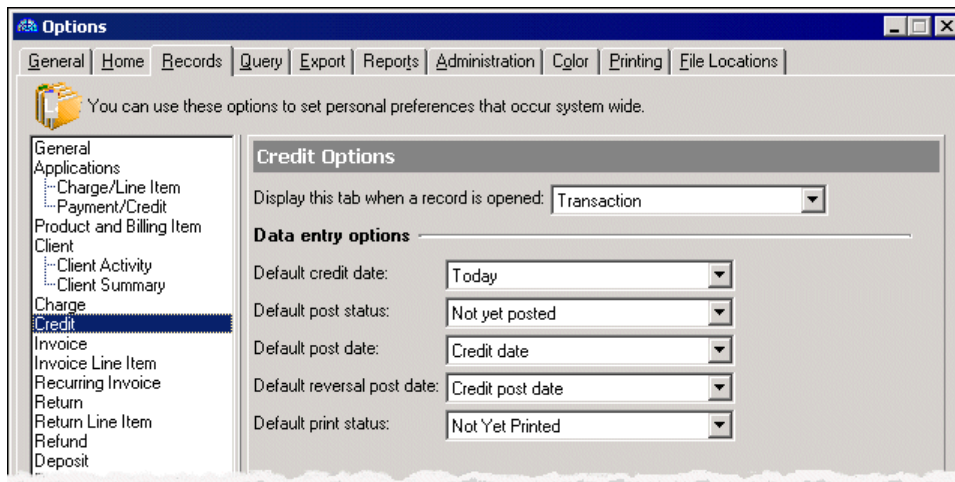 Options
General Home Records Query Export Reports Administration Color Printing File Locations
You can use these options to set personal preferences that occur system wide.
General
Applications
Charge/Line Item
Payment/Credit
Product and Billing Item
Client
Client Activity
Client Summary
Charge
Credit
Invoice
Invoice Line Item
Recurring Invoice
Return
Return Line Item
Refund
Deposit
Credit Options
Display this tab when a record is opened: Transaction
Data entry options
Default credit date: Today
Default post status: Not yet posted
Default post date: Credit date
Default reversal post date: Credit post date
Default print status: Not Yet Printed